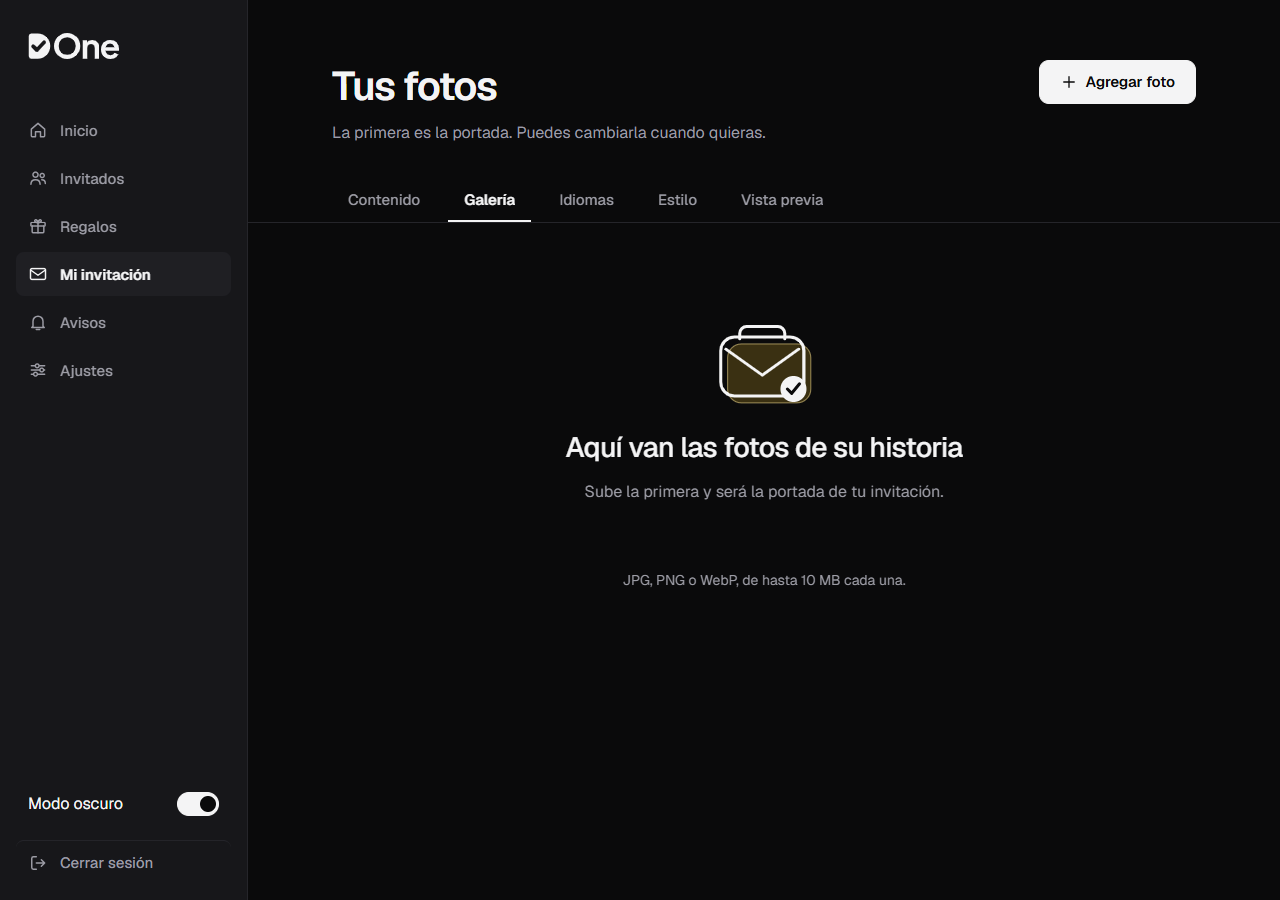 DOne
Inicio
Invitados
Regalos
Mi invitación
Avisos
Ajustes
Modo oscuro
Cerrar sesión
Tus fotos
La primera es la portada. Puedes cambiarla cuando quieras.
Agregar foto
Contenido
Galería
Idiomas
Estilo
Vista previa
Aquí van las fotos de su historia
Sube la primera y será la portada de tu invitación.
JPG, PNG o WebP, de hasta 10 MB cada una.